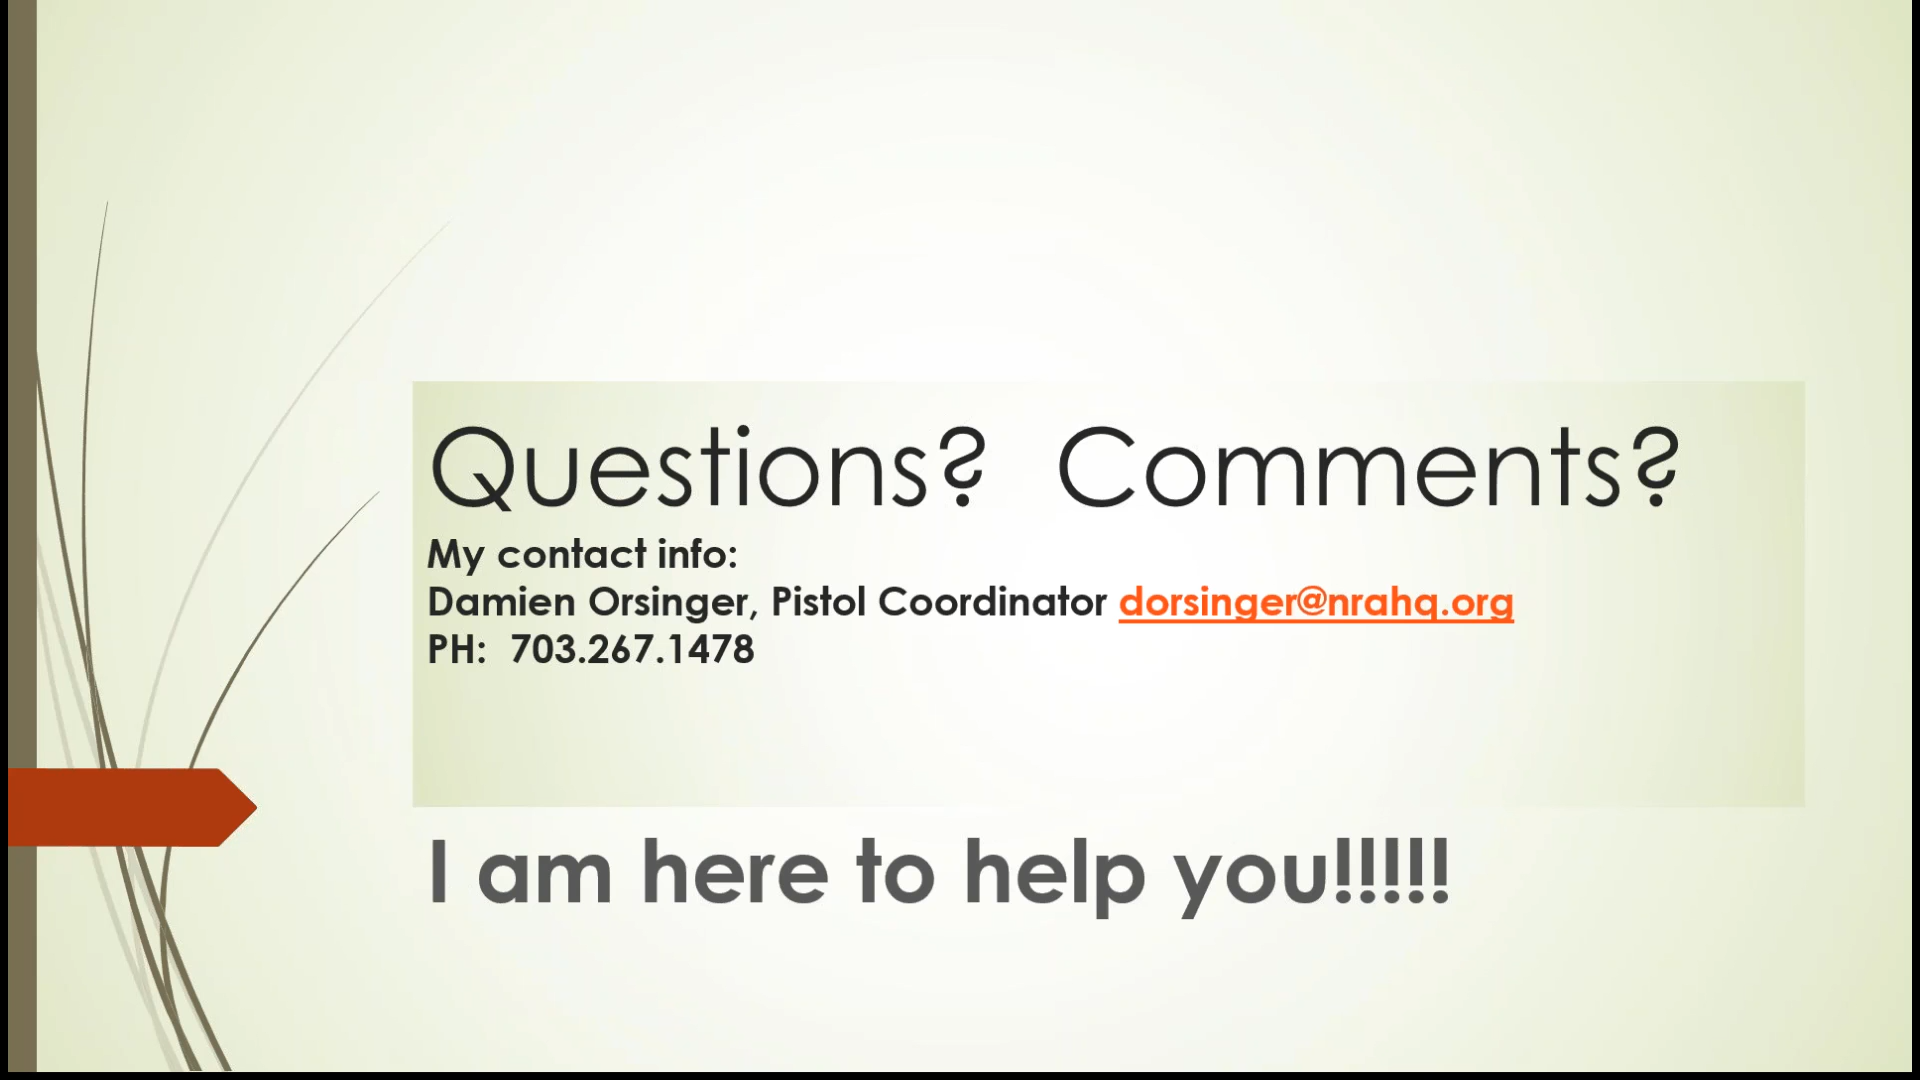 Questions?  Comments?
My contact info:
Damien Orsinger, Pistol Coordinator dorsinger@nrahq.org
PH:  703.267.1478
I am here to help you!!!!!